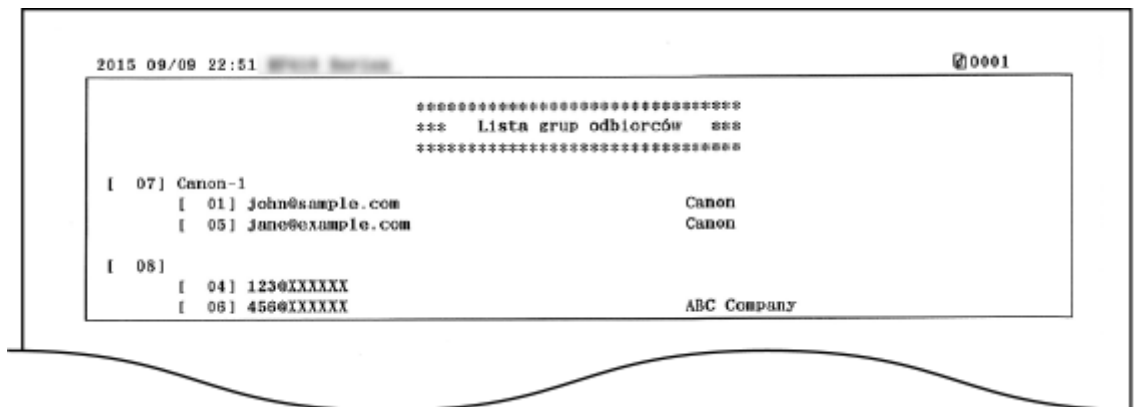 2015 09/09 22:51 0001
*********************************
*** Lista grup odbiorców ***
*********************************
[ 07] Canon-1
[ 01] john@sample.com Canon
[ 05] jane@example.com Canon
[ 08]
[ 04] 123@XXXXXX
[ 06] 456@XXXXXX ABC Company